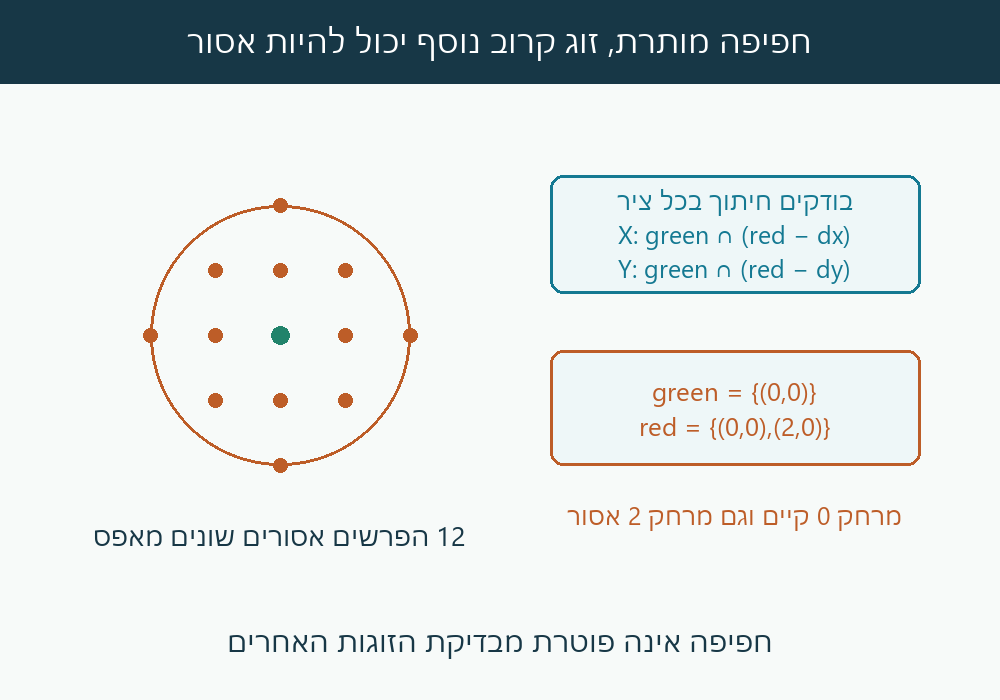 חפיפה מותרת, זוג קרוב נוסף יכול להיות אסור
בודקים חיתוך בכל ציר
X: green ∩ (red − dx)
Y: green ∩ (red − dy)
green = {(0,0)}
red = {(0,0),(2,0)}
מרחק 0 קיים וגם מרחק 2 אסור
12 הפרשים אסורים שונים מאפס
חפיפה אינה פוטרת מבדיקת הזוגות האחרים